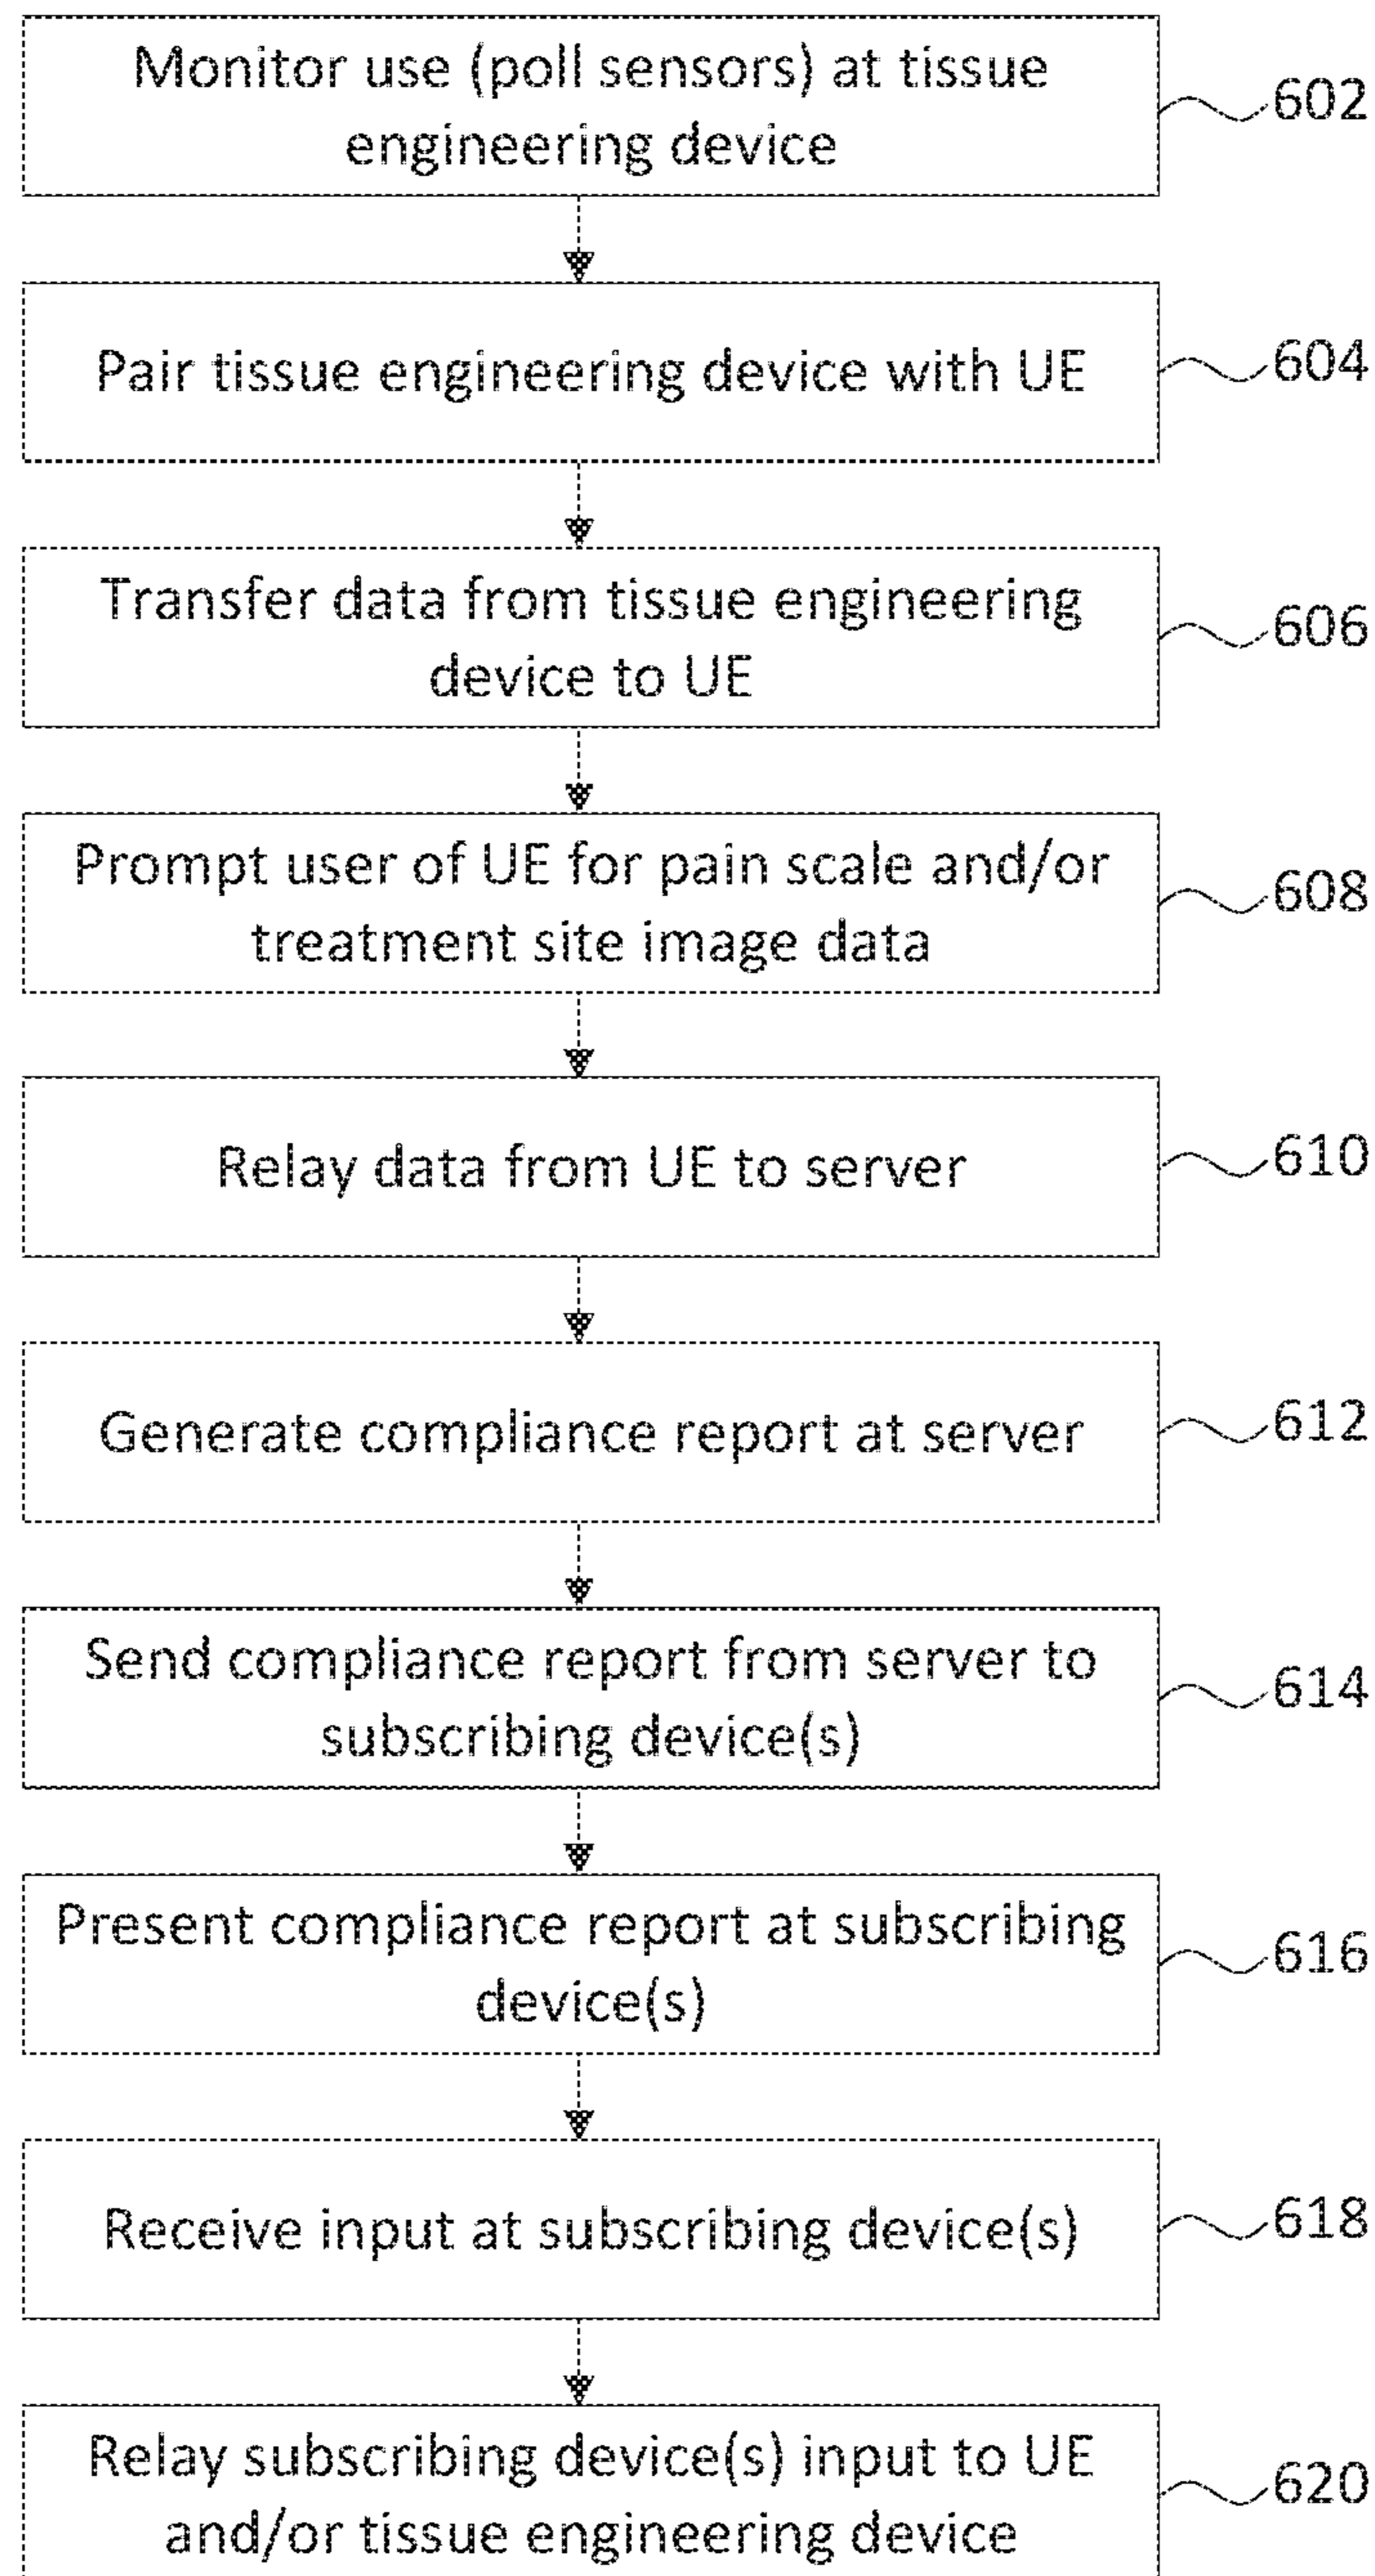 Monitor use (poll sensors) at tissue
engineering device
602
Pair tissue engineering device with UE
604
Transfer data from tissue engineering
device to UE
606
Prompt user of UE for pain scale and/or
treatment site image data
608
Relay data from UE to server
610
Generate compliance report at server
612
Send compliance report from server to
subscribing device(s)
614
Present compliance report at subscribing
device(s)
616
Receive input at subscribing device(s)
618
Relay subscribing device(s) input to UE
and/or tissue engineering device
620